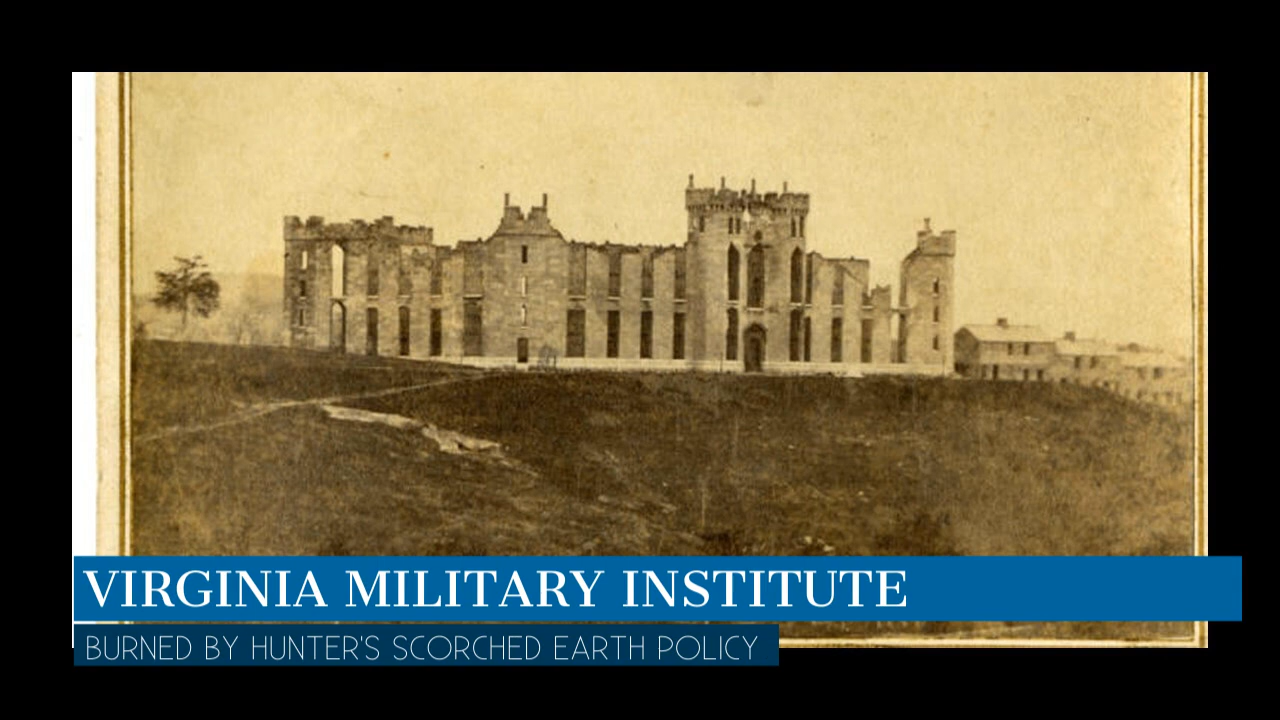 VIRGINIA MILITARY INSTITUTE
BURNED BY HUNTER'S SCORCHED EARTH POLICY